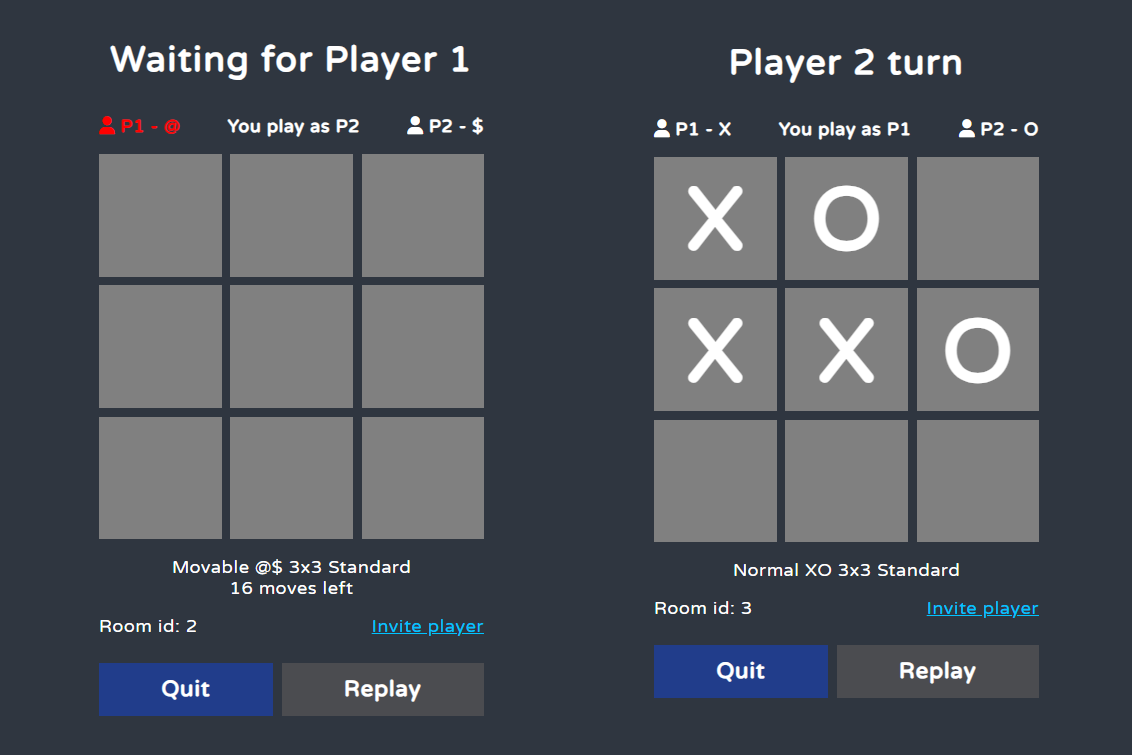 Waiting for Player 1
P1 - @ You play as P2 P2 - $
Movable @$ 3x3 Standard
16 moves left
Room id: 2 Invite player
Quit Replay
Player 2 turn
P1 - X You play as P1 P2 - O
X O
X X O
Normal XO 3x3 Standard
Room id: 3 Invite player
Quit Replay